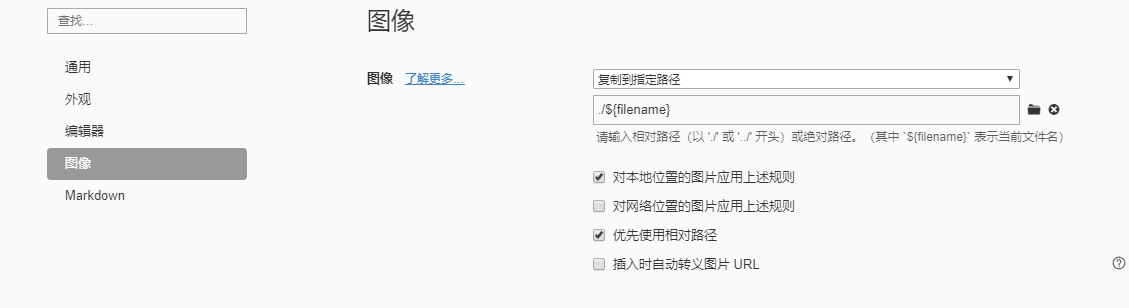 查找...
通用
外观
编辑器
图像
Markdown
图像
图像 了解更多...
复制到指定路径
./${filename}
请输入相对路径（以 './' 或 '../' 开头）或绝对路径。（其中 `${filename}` 表示当前文件名）
对本地位置的图片应用上述规则
对网络位置的图片应用上述规则
优先使用相对路径
插入时自动转义图片 URL